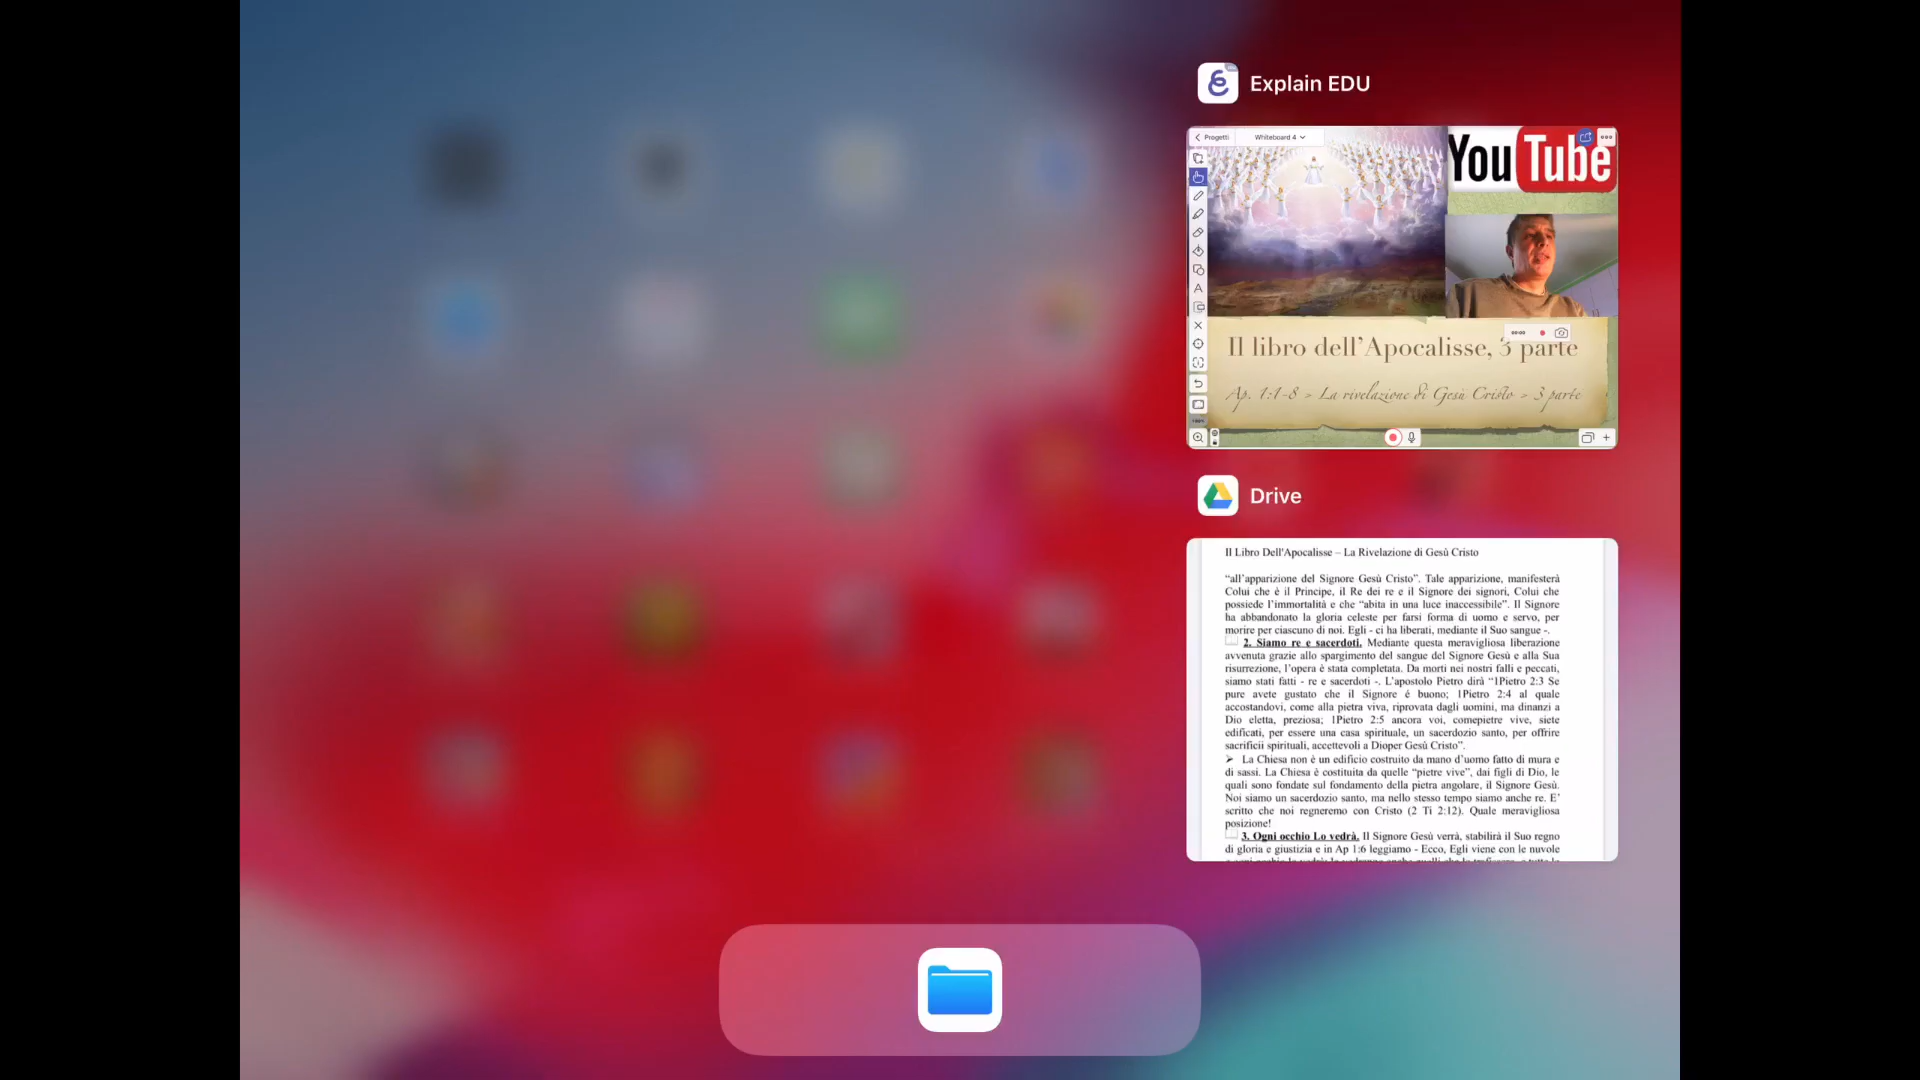 Explain EDU
Progetti
Whiteboard 4
YouTube
00:00
Il libro dell'Apocalisse, 3 parte
Ap. 1:1-8 > La rivelazione di Gesù Cristo > 3 parte
Drive
Il Libro Dell'Apocalisse – La Rivelazione di Gesù Cristo
“all’apparizione del Signore Gesù Cristo”. Tale apparizione, manifesterà
Colui che è il Principe, il Re dei re e il Signore dei signori, Colui che
possiede l’immortalità e che “abita in una luce inaccessibile”. Il Signore
ha abbandonato la gloria celeste per farsi forma di uomo e servo, per
morire per ciascuno di noi. Egli - ci ha liberati, mediante il Suo sangue -.
2. Siamo re e sacerdoti. Mediante questa meravigliosa liberazione
avvenuta grazie allo spargimento del sangue del Signore Gesù e alla Sua
risurrezione, l’opera è stata completata. Da morti nei nostri falli e peccati,
siamo stati fatti - re e sacerdoti -. L’apostolo Pietro dirà “1Pietro 2:3 Se
pure avete gustato che il Signore é buono; 1Pietro 2:4 al quale
accostandovi, come alla pietra viva, riprovata dagli uomini, ma dinanzi a
Dio eletta, preziosa; 1Pietro 2:5 ancora voi, comepietre vive, siete
edificati, per essere una casa spirituale, un sacerdozio santo, per offrire
sacrificii spirituali, accettevoli a Dioper Gesù Cristo”.
➢ La Chiesa non è un edificio costruito da mano d’uomo fatto di mura e
di sassi. La Chiesa è costituita da quelle “pietre vive”, dai figli di Dio, le
quali sono fondate sul fondamento della pietra angolare, il Signore Gesù.
Noi siamo un sacerdozio santo, ma nello stesso tempo siamo anche re. E’
scritto che noi regneremo con Cristo (2 Ti 2:12). Quale meravigliosa
posizione!
3. Ogni occhio Lo vedrà. Il Signore Gesù verrà, stabilirà il Suo regno
di gloria e giustizia e in Ap 1:6 leggiamo - Ecco, Egli viene con le nuvole